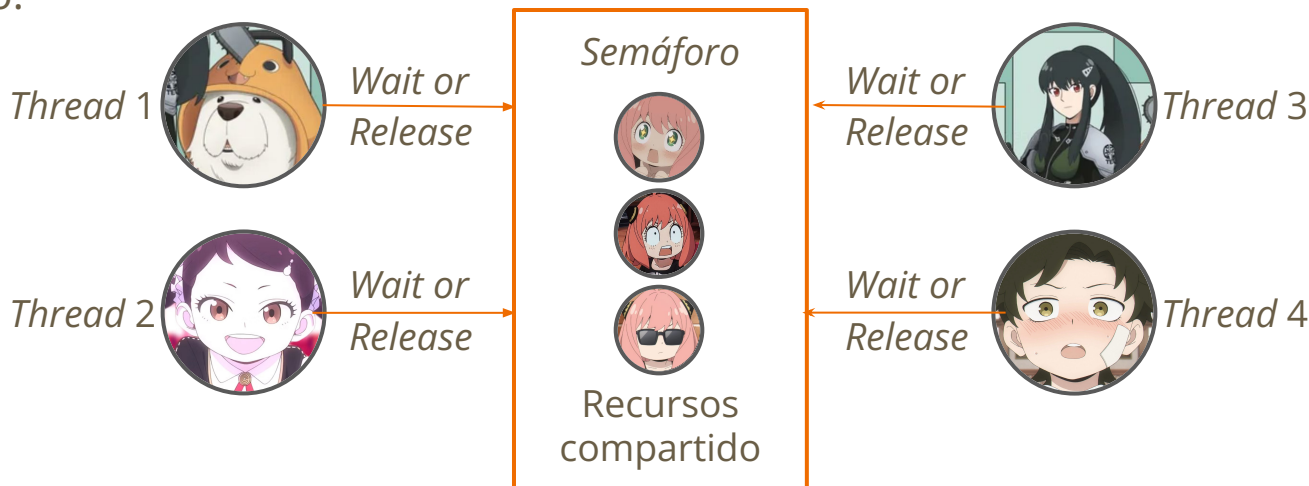 Semáforo
Thread 1
Wait or
Release
Wait or
Release
Thread 3
Thread 2
Wait or
Release
Wait or
Release
Thread 4
Recursos
compartido